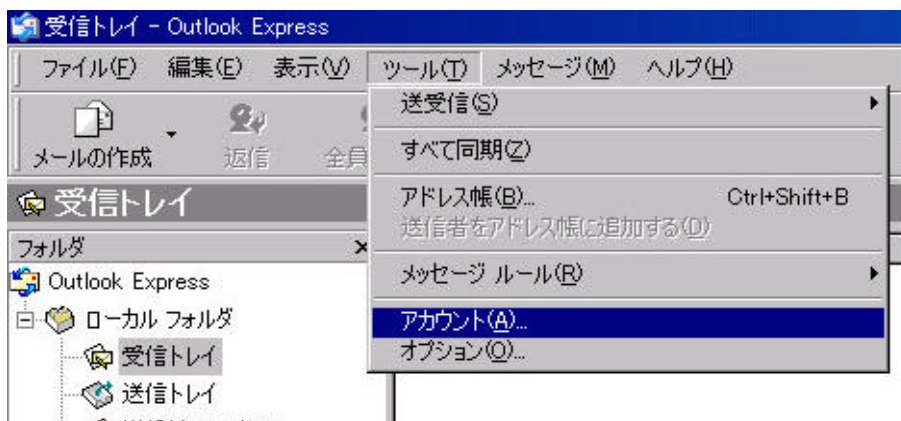 受信トレイ - Outlook Express
ファイル(F) 編集(E) 表示(V) ツール(T) メッセージ(M) ヘルプ(H)
メールの作成 返信 全員
送受信(S)
すべて同期(Z)
アドレス帳(B)... Ctrl+Shift+B
送信者をアドレス帳に追加する(D)
メッセージ ルール(R)
アカウント(A)...
オプション(O)...
受信トレイ
フォルダ
Outlook Express
ローカル フォルダ
受信トレイ
送信トレイ